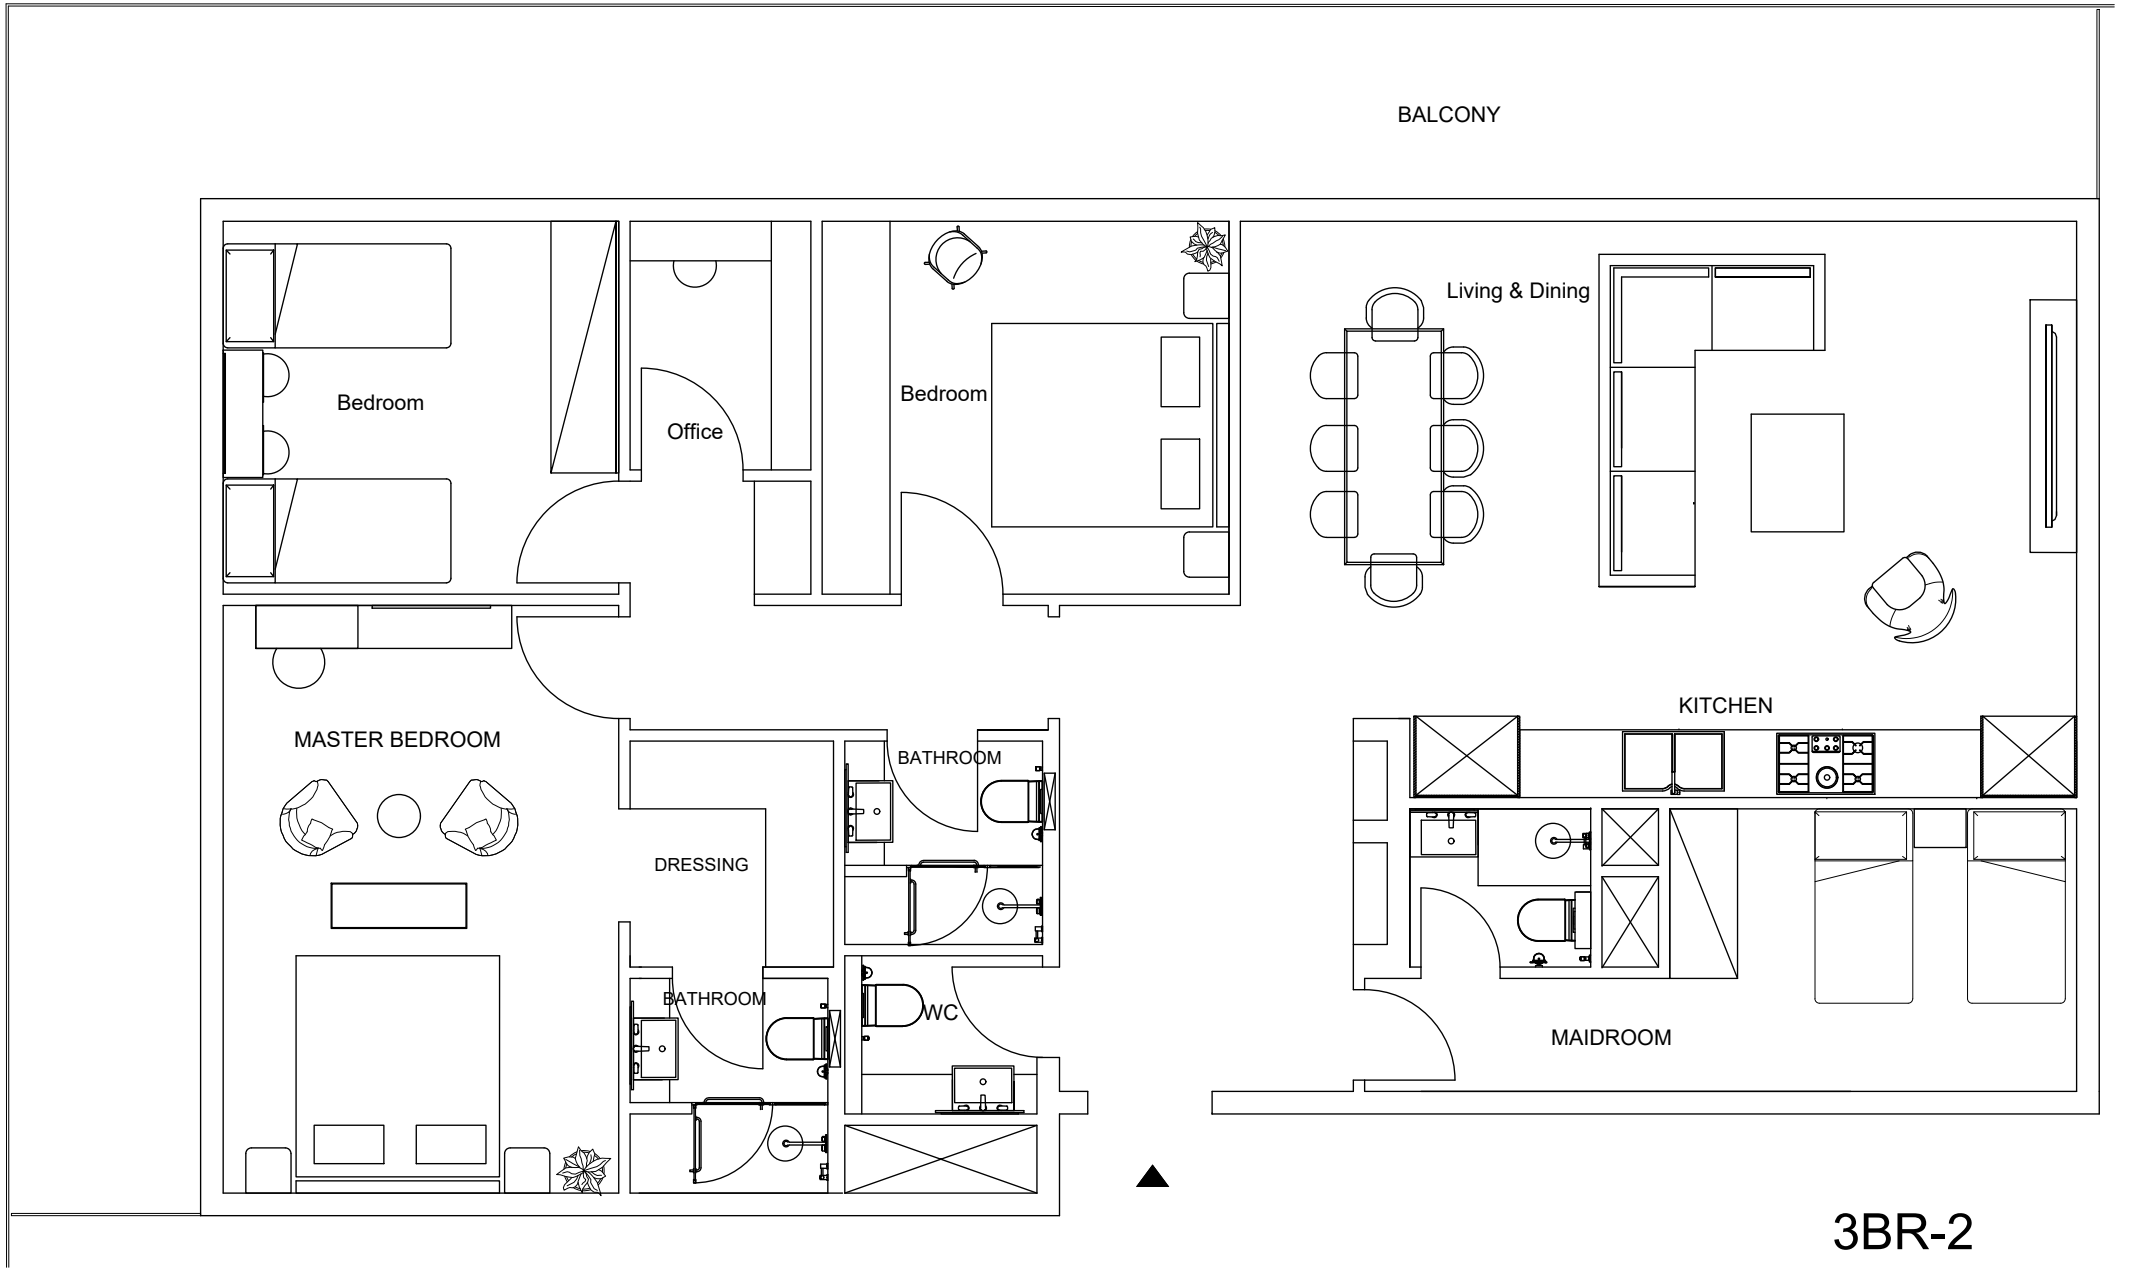 BALCONY
Living & Dining
Bedroom
Bedroom
Office
KITCHEN
MASTER BEDROOM
BATHROOM
DRESSING
BATHROOM
WC
MAIDROOM
3BR-2